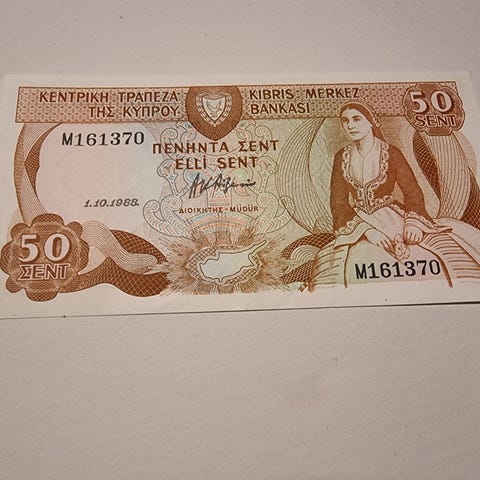 ΚΕΝΤΡΙΚΗ ΤΡΑΠΕΖΑ
ΤΗΣ ΚΥΠΡΟΥ
KIBRIS MERKEZ
BANKASI
50
SENT
M161370
ΠΕΝΗΝΤΑ ΣΕΝΤ
ELLİ SENT
1.10.1988.
ΔΙΟΙΚΗΤΗΣ-MÜDÜR
50
ΣΕΝΤ
M161370